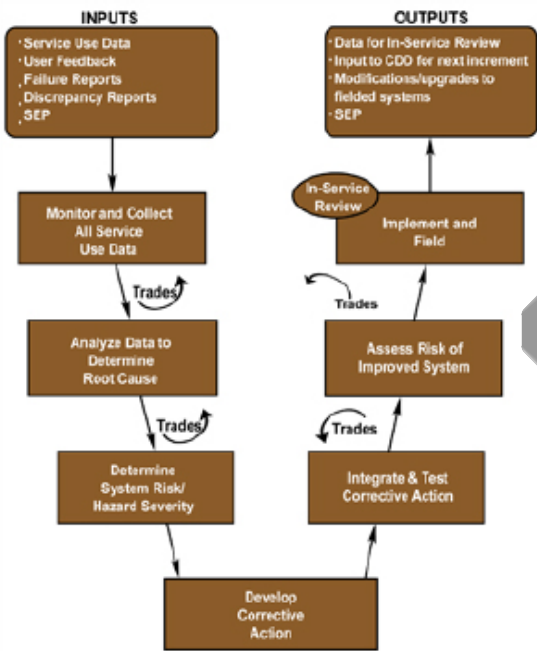 INPUTS
· Service Use Data
· User Feedback
· Failure Reports
· Discrepancy Reports
· SEP
Monitor and Collect
All Service
Use Data
Trades
Analyze Data to
Determine
Root Cause
Trades
Determine
System Risk/
Hazard Severity
Develop
Corrective
Action
Integrate & Test
Corrective Action
Trades
Assess Risk of
Improved System
Trades
Implement and
Field
In-Service
Review
OUTPUTS
· Data for In-Service Review
· Input to CDD for next increment
· Modifications/upgrades to
fielded systems
· SEP